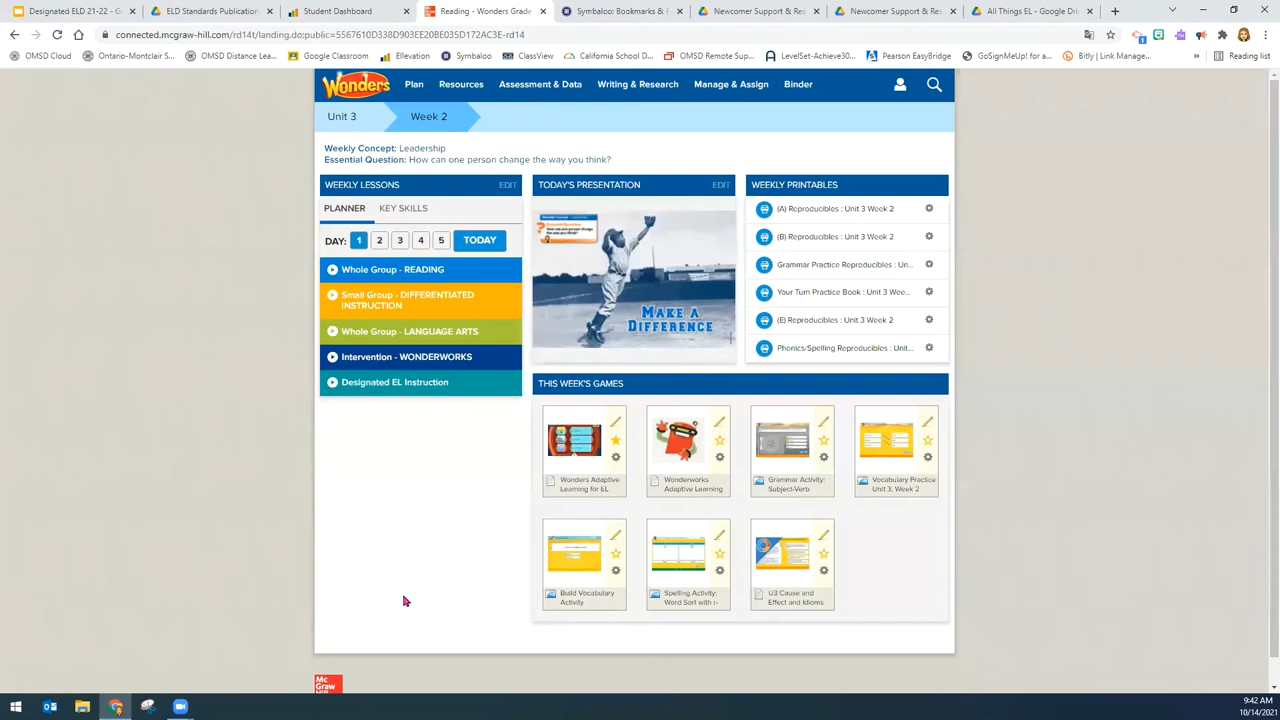 Designated ELD 21-22 - G
ELD Standards Publication
Student Dashboard
Reading - Wonders Grade
Symbaloo: Bookmarks & F
Newcomer Support & Res
Newcomer Support & Res
All Things EL - Google Dri
connected.mcgraw-hill.com/rd14t/landing.do;public=5567610D338D903EE20BE035D172AC3E-rd14
OMSD Cloud
Ontario-Montclair S...
OMSD Distance Lea...
Google Classroom
Ellevation
Symbaloo
ClassView
California School D...
OMSD Remote Sup...
LevelSet-Achieve30...
Pearson EasyBridge
GoSignMeUp! for at...
Bitly | Link Manage...
Reading list
Wonders
Plan
Resources
Assessment & Data
Writing & Research
Manage & Assign
Binder
Unit 3
Week 2
Weekly Concept: Leadership
Essential Question: How can one person change the way you think?
WEEKLY LESSONS
EDIT
PLANNER
KEY SKILLS
DAY: 1 2 3 4 5 TODAY
Whole Group - READING
Small Group - DIFFERENTIATED
INSTRUCTION
Whole Group - LANGUAGE ARTS
Intervention - WONDERWORKS
Designated EL Instruction
TODAY'S PRESENTATION
EDIT
MAKE A
DIFFERENCE
WEEKLY PRINTABLES
(A) Reproducibles : Unit 3 Week 2
(B) Reproducibles : Unit 3 Week 2
Grammar Practice Reproducibles : Un...
Your Turn Practice Book : Unit 3 Wee...
(E) Reproducibles : Unit 3 Week 2
Phonics/Spelling Reproducibles : Unit...
THIS WEEK'S GAMES
Wonders Adaptive
Learning for EL
Wonderworks
Adaptive Learning
Grammar Activity:
Subject-Verb
Vocabulary Practice
Unit 3, Week 2
Build Vocabulary
Activity
Spelling Activity:
Word Sort with r-
U3 Cause and
Effect and Idioms
Mc
Graw
Hill
9:42 AM
10/14/2021